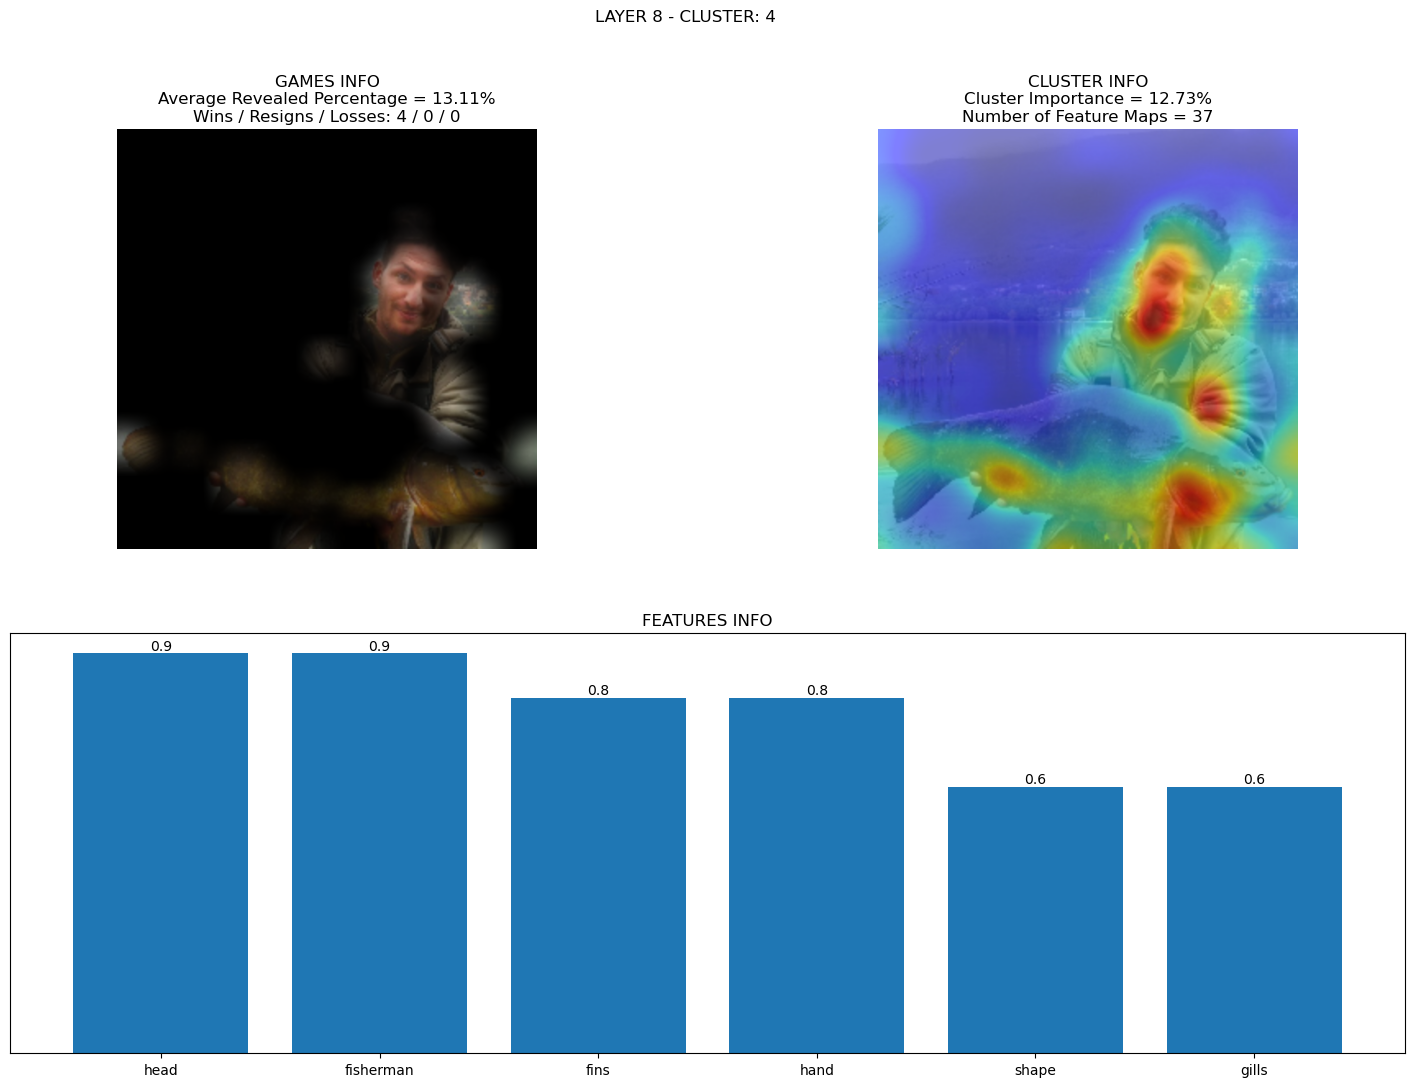 LAYER 8 - CLUSTER: 4
GAMES INFO
Average Revealed Percentage = 13.11%
Wins / Resigns / Losses: 4 / 0 / 0
CLUSTER INFO
Cluster Importance = 12.73%
Number of Feature Maps = 37
FEATURES INFO
0.9 0.9 0.8 0.8 0.6 0.6
head fisherman fins hand shape gills